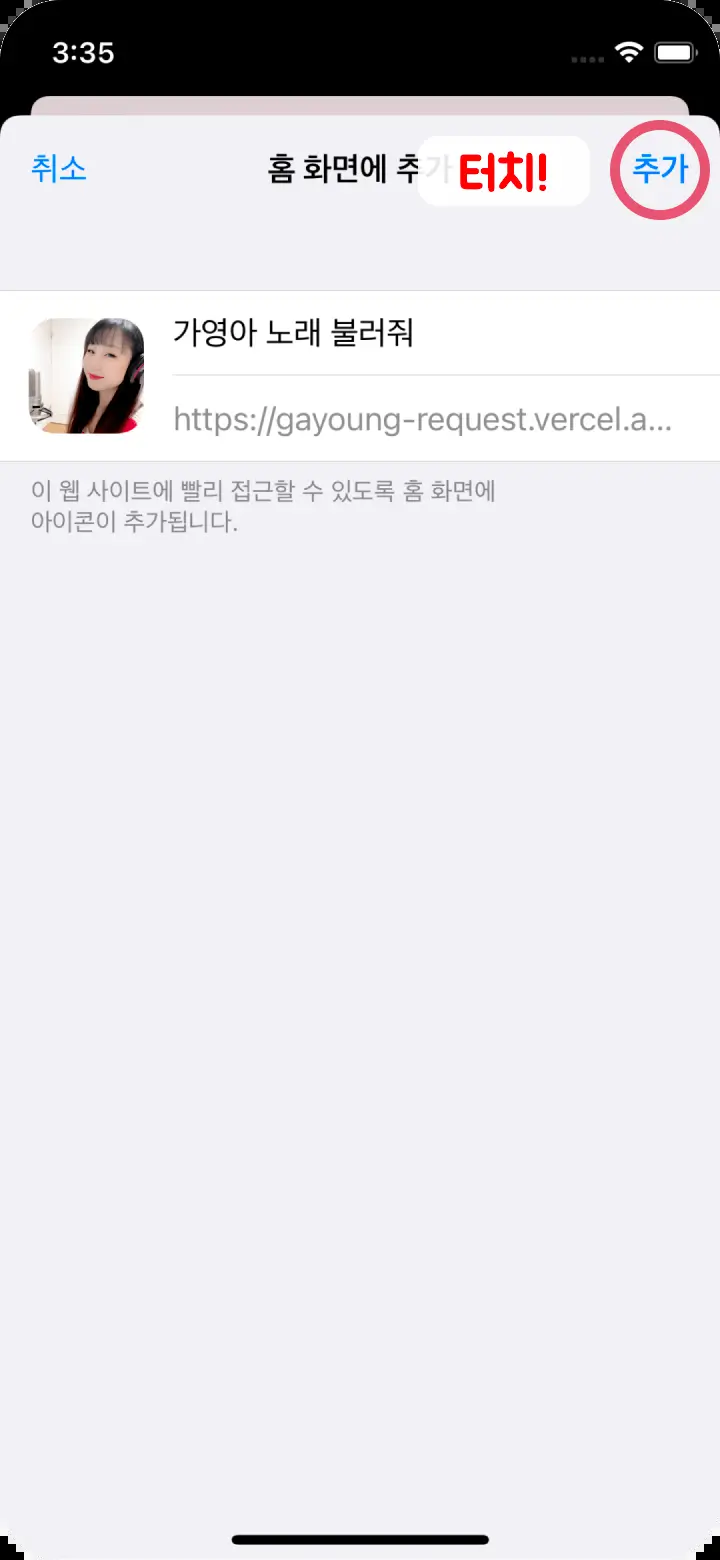 3:35
취소
홈 화면에 추가
터치!
추가
가영아 노래 불러줘
https://gayoung-request.vercel.a...
이 웹 사이트에 빨리 접근할 수 있도록 홈 화면에
아이콘이 추가됩니다.